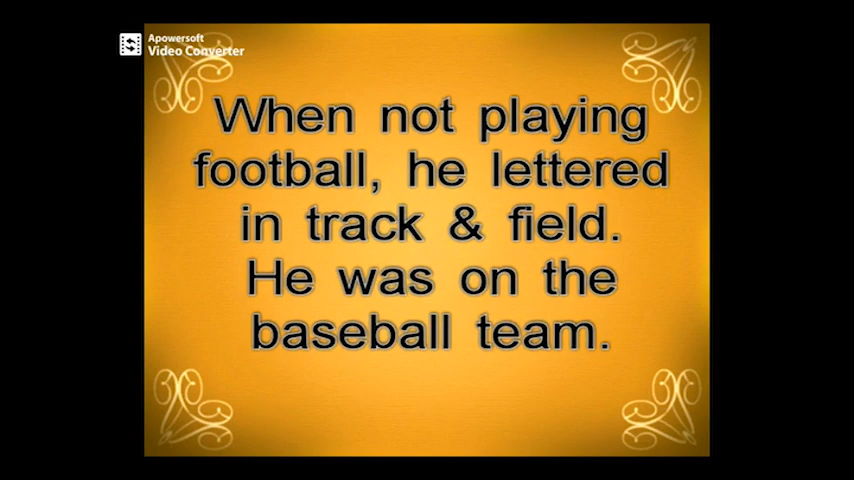 Apowersoft
Video Converter
When not playing
football, he lettered
in track & field.
He was on the
baseball team.